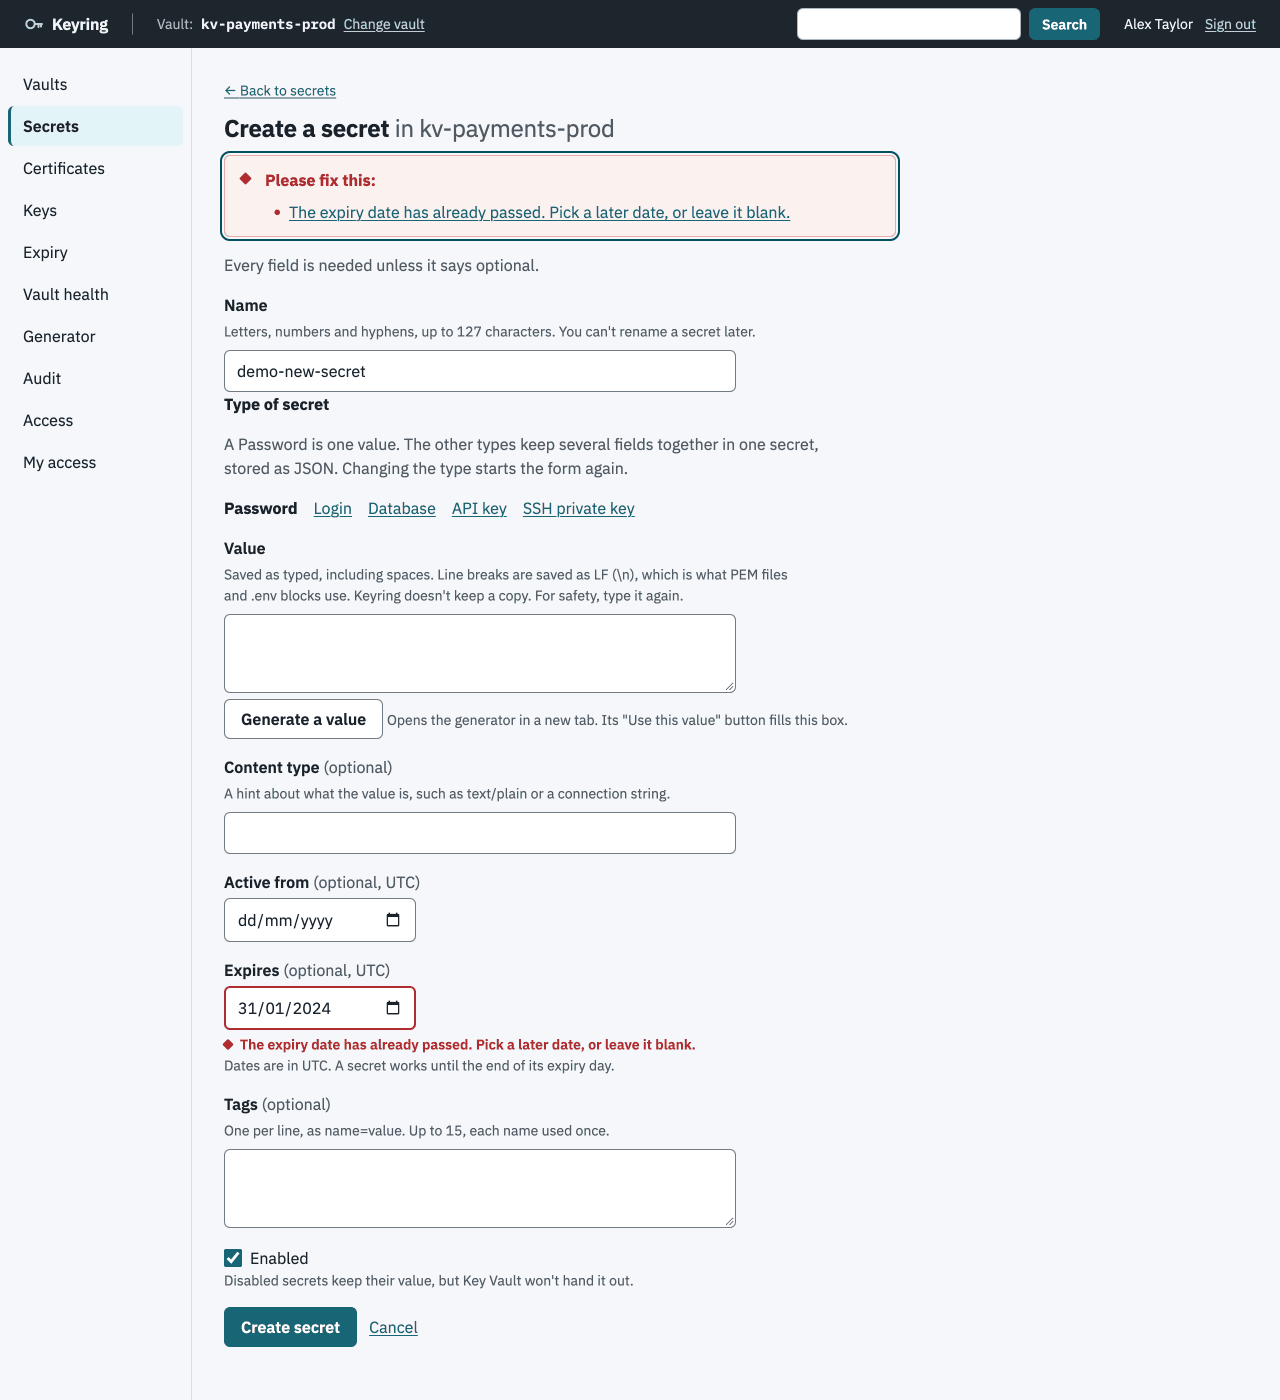 Keyring
Vault: kv-payments-prod Change vault
Search
Alex Taylor
Sign out
Vaults
Secrets
Certificates
Keys
Expiry
Vault health
Generator
Audit
Access
My access
← Back to secrets
Create a secret in kv-payments-prod
Please fix this:
• The expiry date has already passed. Pick a later date, or leave it blank.
Every field is needed unless it says optional.
Name
Letters, numbers and hyphens, up to 127 characters. You can't rename a secret later.
demo-new-secret
Type of secret
A Password is one value. The other types keep several fields together in one secret,
stored as JSON. Changing the type starts the form again.
Password Login Database API key SSH private key
Value
Saved as typed, including spaces. Line breaks are saved as LF (\n), which is what PEM files
and .env blocks use. Keyring doesn't keep a copy. For safety, type it again.
Generate a value Opens the generator in a new tab. Its "Use this value" button fills this box.
Content type (optional)
A hint about what the value is, such as text/plain or a connection string.
Active from (optional, UTC)
dd/mm/yyyy
Expires (optional, UTC)
31/01/2024
The expiry date has already passed. Pick a later date, or leave it blank.
Dates are in UTC. A secret works until the end of its expiry day.
Tags (optional)
One per line, as name=value. Up to 15, each name used once.
Enabled
Disabled secrets keep their value, but Key Vault won't hand it out.
Create secret Cancel